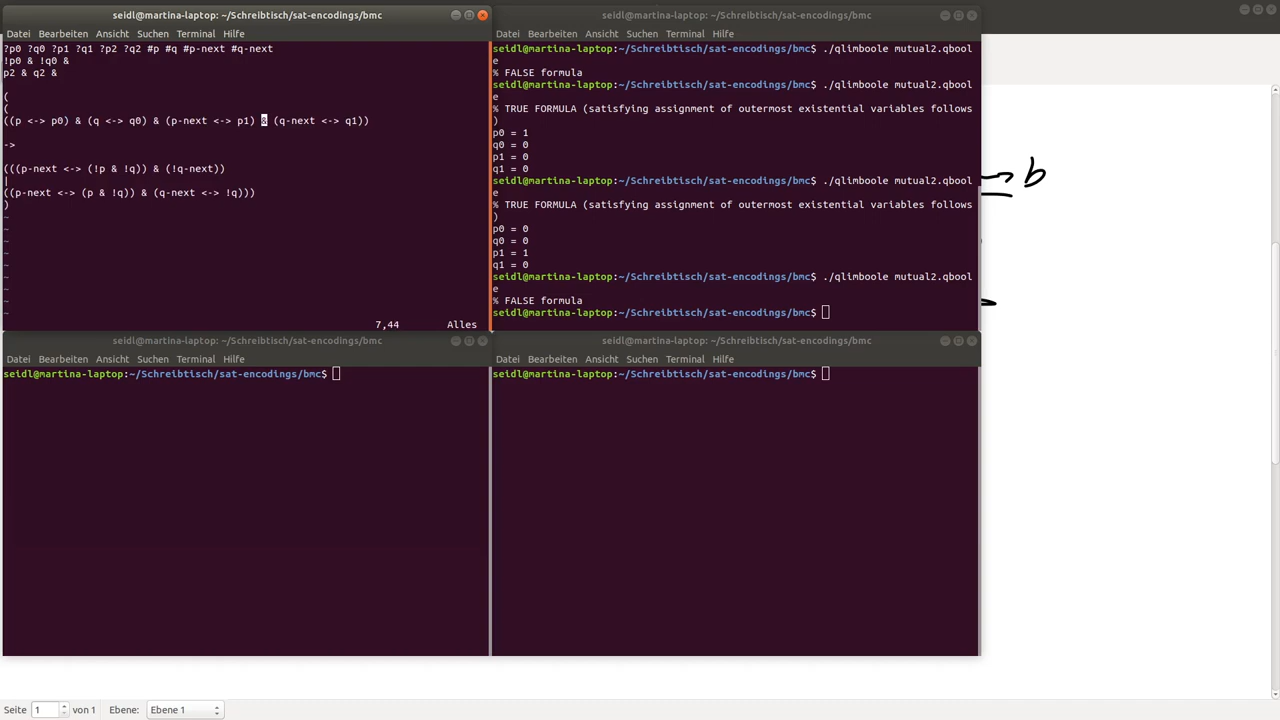 seidl@martina-laptop: ~/Schreibtisch/sat-encodings/bmc
Datei Bearbeiten Ansicht Suchen Terminal Hilfe
?p0 ?q0 ?p1 ?q1 ?p2 ?q2 #p #q #p-next #q-next
!p0 & !q0 &
p2 & q2 &
(
(
((p <-> p0) & (q <-> q0) & (p-next <-> p1) & (q-next <-> q1))
->
(((p-next <-> (!p & !q)) & (!q-next))
|
((p-next <-> (p & !q)) & (q-next <-> !q)))
)
~
~
~
~
~
~
~
~
~
7,44 Alles
seidl@martina-laptop: ~/Schreibtisch/sat-encodings/bmc
Datei Bearbeiten Ansicht Suchen Terminal Hilfe
seidl@martina-laptop:~/Schreibtisch/sat-encodings/bmc$ ./qlimboole mutual2.qbool
e
% FALSE formula
seidl@martina-laptop:~/Schreibtisch/sat-encodings/bmc$ ./qlimboole mutual2.qbool
e
% TRUE FORMULA (satisfying assignment of outermost existential variables follows
)
p0 = 1
q0 = 0
p1 = 0
q1 = 0
seidl@martina-laptop:~/Schreibtisch/sat-encodings/bmc$ ./qlimboole mutual2.qbool
e
% TRUE FORMULA (satisfying assignment of outermost existential variables follows
)
p0 = 0
q0 = 0
p1 = 1
q1 = 0
seidl@martina-laptop:~/Schreibtisch/sat-encodings/bmc$ ./qlimboole mutual2.qbool
e
% FALSE formula
seidl@martina-laptop:~/Schreibtisch/sat-encodings/bmc$
seidl@martina-laptop: ~/Schreibtisch/sat-encodings/bmc
Datei Bearbeiten Ansicht Suchen Terminal Hilfe
seidl@martina-laptop:~/Schreibtisch/sat-encodings/bmc$
seidl@martina-laptop: ~/Schreibtisch/sat-encodings/bmc
Datei Bearbeiten Ansicht Suchen Terminal Hilfe
seidl@martina-laptop:~/Schreibtisch/sat-encodings/bmc$
→ b
Seite 1 von 1 Ebene: Ebene 1